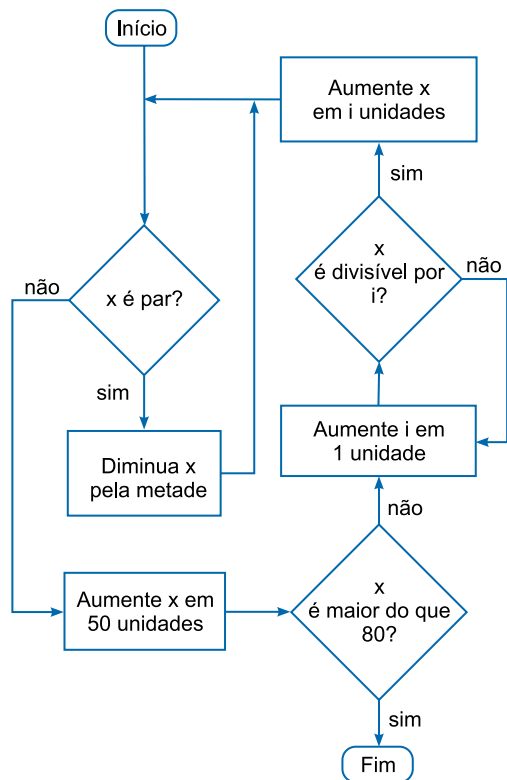 Início
Aumente x
em i unidades
sim
x
é divisível por
i?
não
não
x é par?
sim
Aumente i em
1 unidade
Diminua x
pela metade
não
Aumente x em
50 unidades
x
é maior do que
80?
sim
Fim